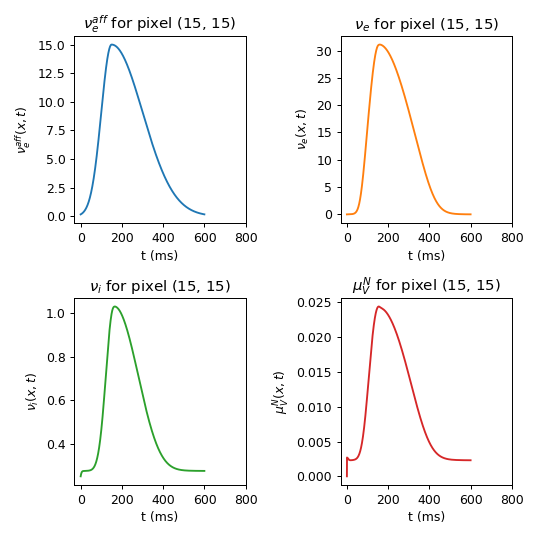 ν_e^{aff} for pixel (15, 15)
ν_e^{aff}(x, t)
15.0
12.5
10.0
7.5
5.0
2.5
0.0
0 200 400 600 800
t (ms)
ν_e for pixel (15, 15)
ν_e(x, t)
30
25
20
15
10
5
0
0 200 400 600 800
t (ms)
ν_i for pixel (15, 15)
ν_i(x, t)
1.0
0.8
0.6
0.4
0 200 400 600 800
t (ms)
μ_V^N for pixel (15, 15)
μ_V^N(x, t)
0.025
0.020
0.015
0.010
0.005
0.000
0 200 400 600 800
t (ms)